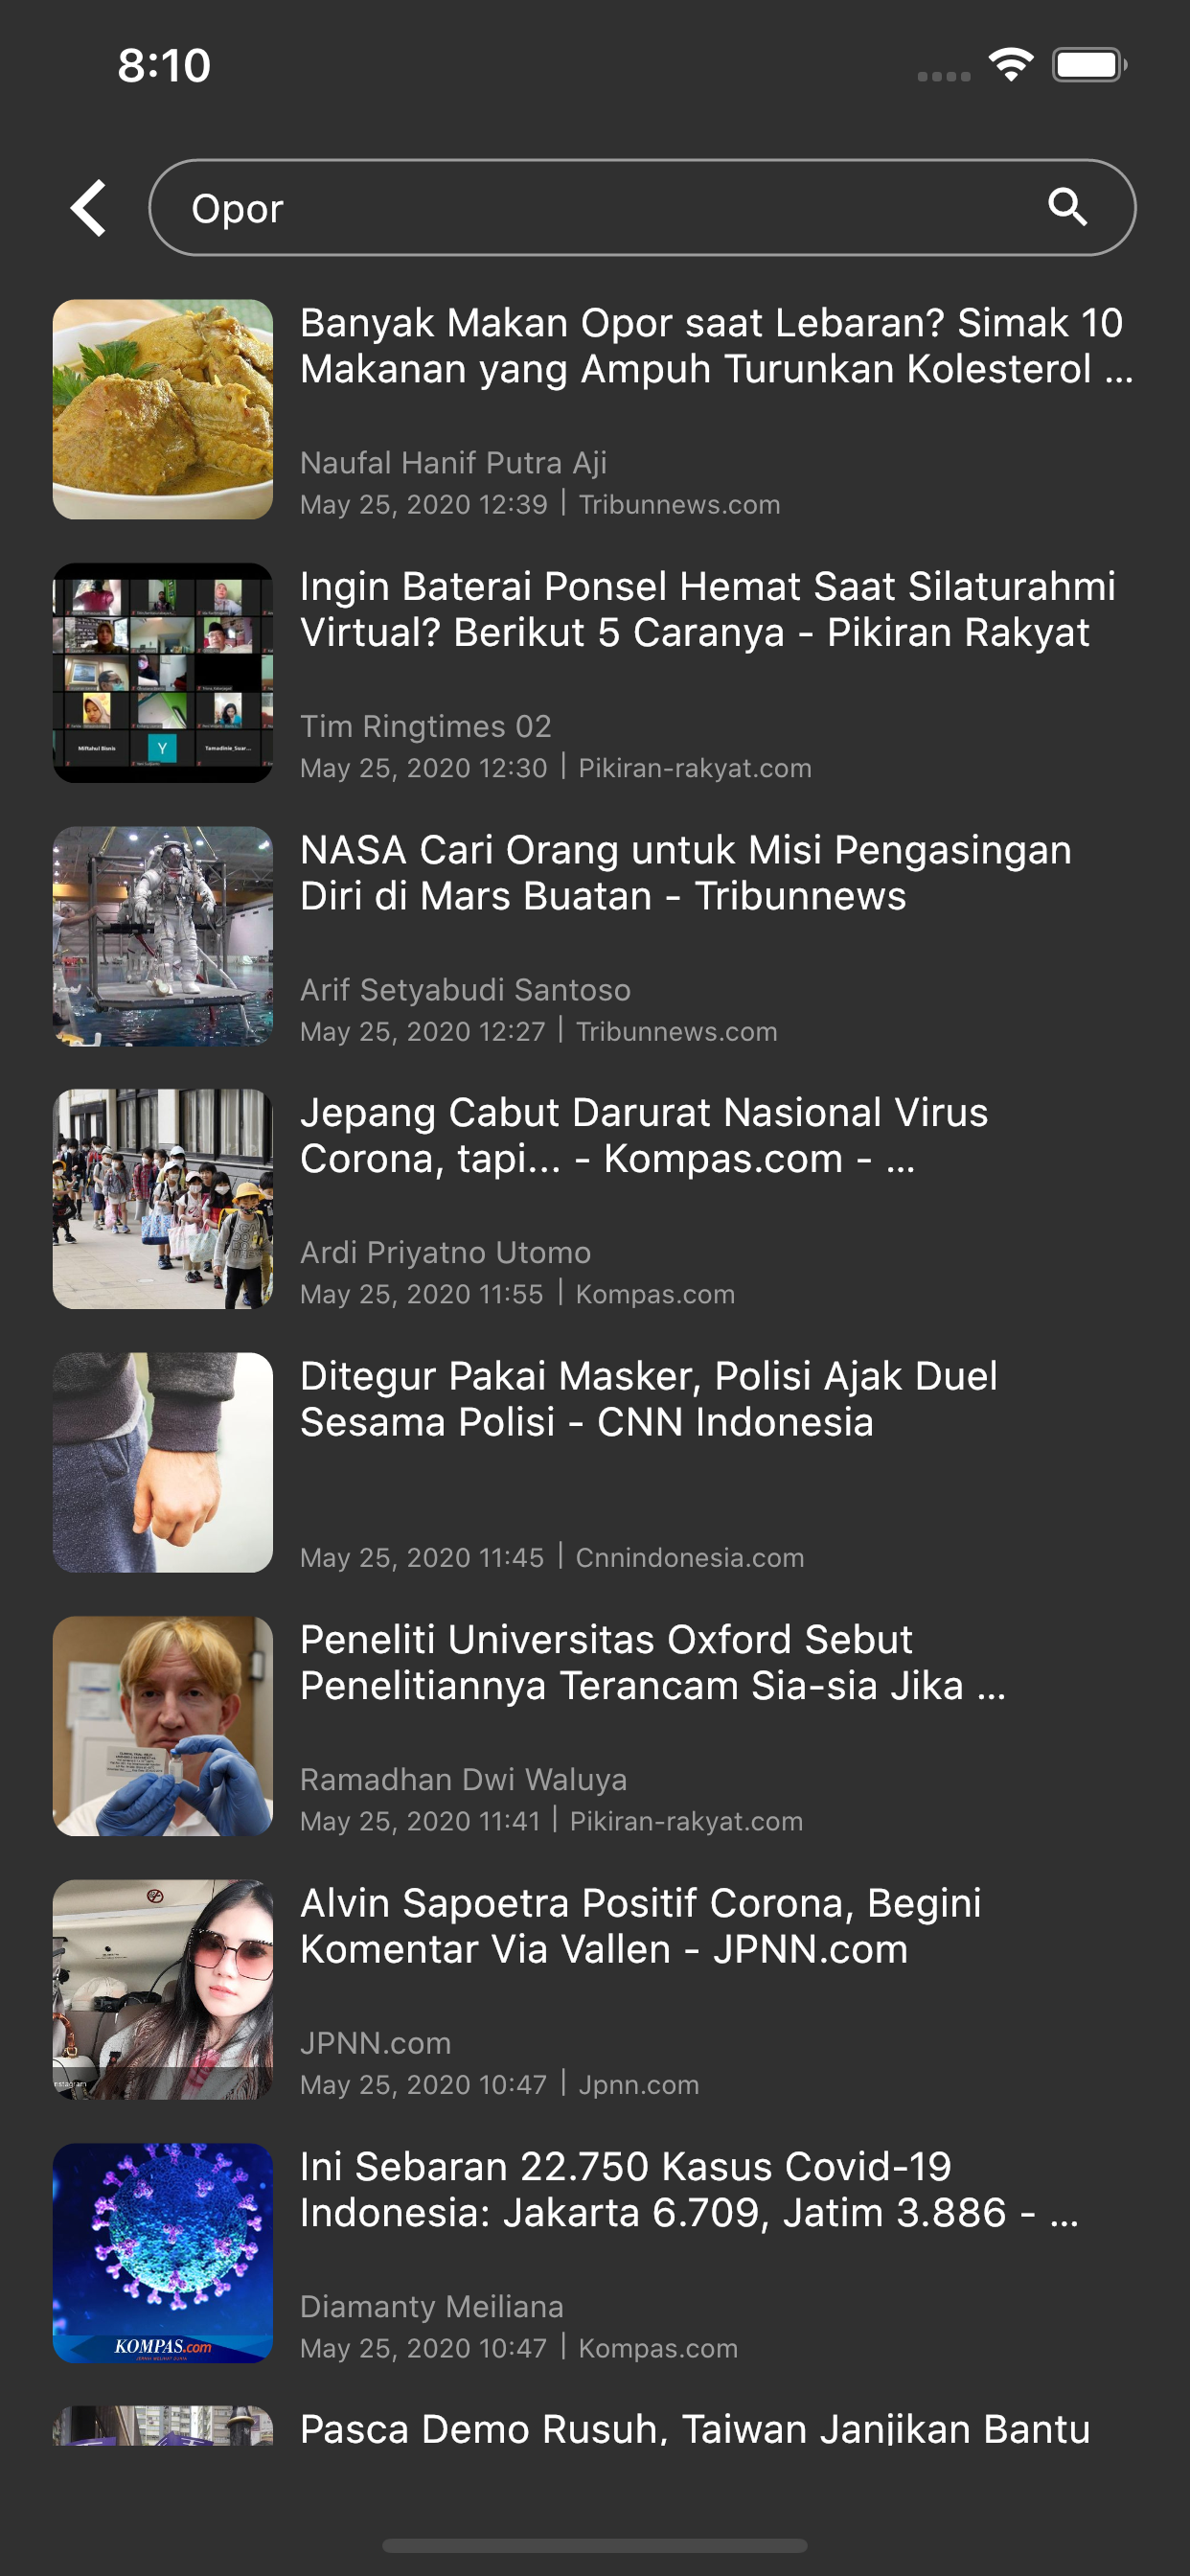 8:10
Opor
Banyak Makan Opor saat Lebaran? Simak 10
Makanan yang Ampuh Turunkan Kolesterol ...
Naufal Hanif Putra Aji
May 25, 2020 12:39 | Tribunnews.com
Ingin Baterai Ponsel Hemat Saat Silaturahmi
Virtual? Berikut 5 Caranya - Pikiran Rakyat
Miftahul Bisnis
Y
Tim Ringtimes 02
May 25, 2020 12:30 | Pikiran-rakyat.com
NASA Cari Orang untuk Misi Pengasingan
Diri di Mars Buatan - Tribunnews
Arif Setyabudi Santoso
May 25, 2020 12:27 | Tribunnews.com
Jepang Cabut Darurat Nasional Virus
Corona, tapi... - Kompas.com - ...
Ardi Priyatno Utomo
May 25, 2020 11:55 | Kompas.com
Ditegur Pakai Masker, Polisi Ajak Duel
Sesama Polisi - CNN Indonesia
May 25, 2020 11:45 | Cnnindonesia.com
Peneliti Universitas Oxford Sebut
Penelitiannya Terancam Sia-sia Jika ...
Ramadhan Dwi Waluya
May 25, 2020 11:41 | Pikiran-rakyat.com
Alvin Sapoetra Positif Corona, Begini
Komentar Via Vallen - JPNN.com
JPNN.com
May 25, 2020 10:47 | Jpnn.com
Ini Sebaran 22.750 Kasus Covid-19
Indonesia: Jakarta 6.709, Jatim 3.886 - ...
KOMPAS.com
Diamanty Meiliana
May 25, 2020 10:47 | Kompas.com
Pasca Demo Rusuh, Taiwan Janjikan Bantu